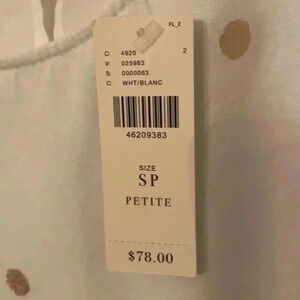 FL_2
C: 4920 2
V: 025983
S: 0000063
C: WHT/BLANC
46209383
SIZE
SP
PETITE
$78.00